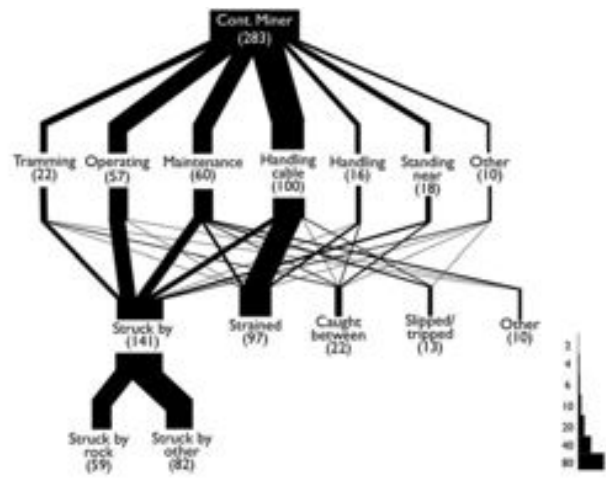 Cont. Miner
(283)
Tramming
(22)
Operating
(57)
Maintenance
(60)
Handling
cable
(100)
Handling
(16)
Standing
near
(18)
Other
(10)
Struck by
(141)
Strained
(97)
Caught
between
(22)
Slipped/
tripped
(13)
Other
(10)
Struck by
rock
(59)
Struck by
other
(82)
2
4
6
10
20
40
80